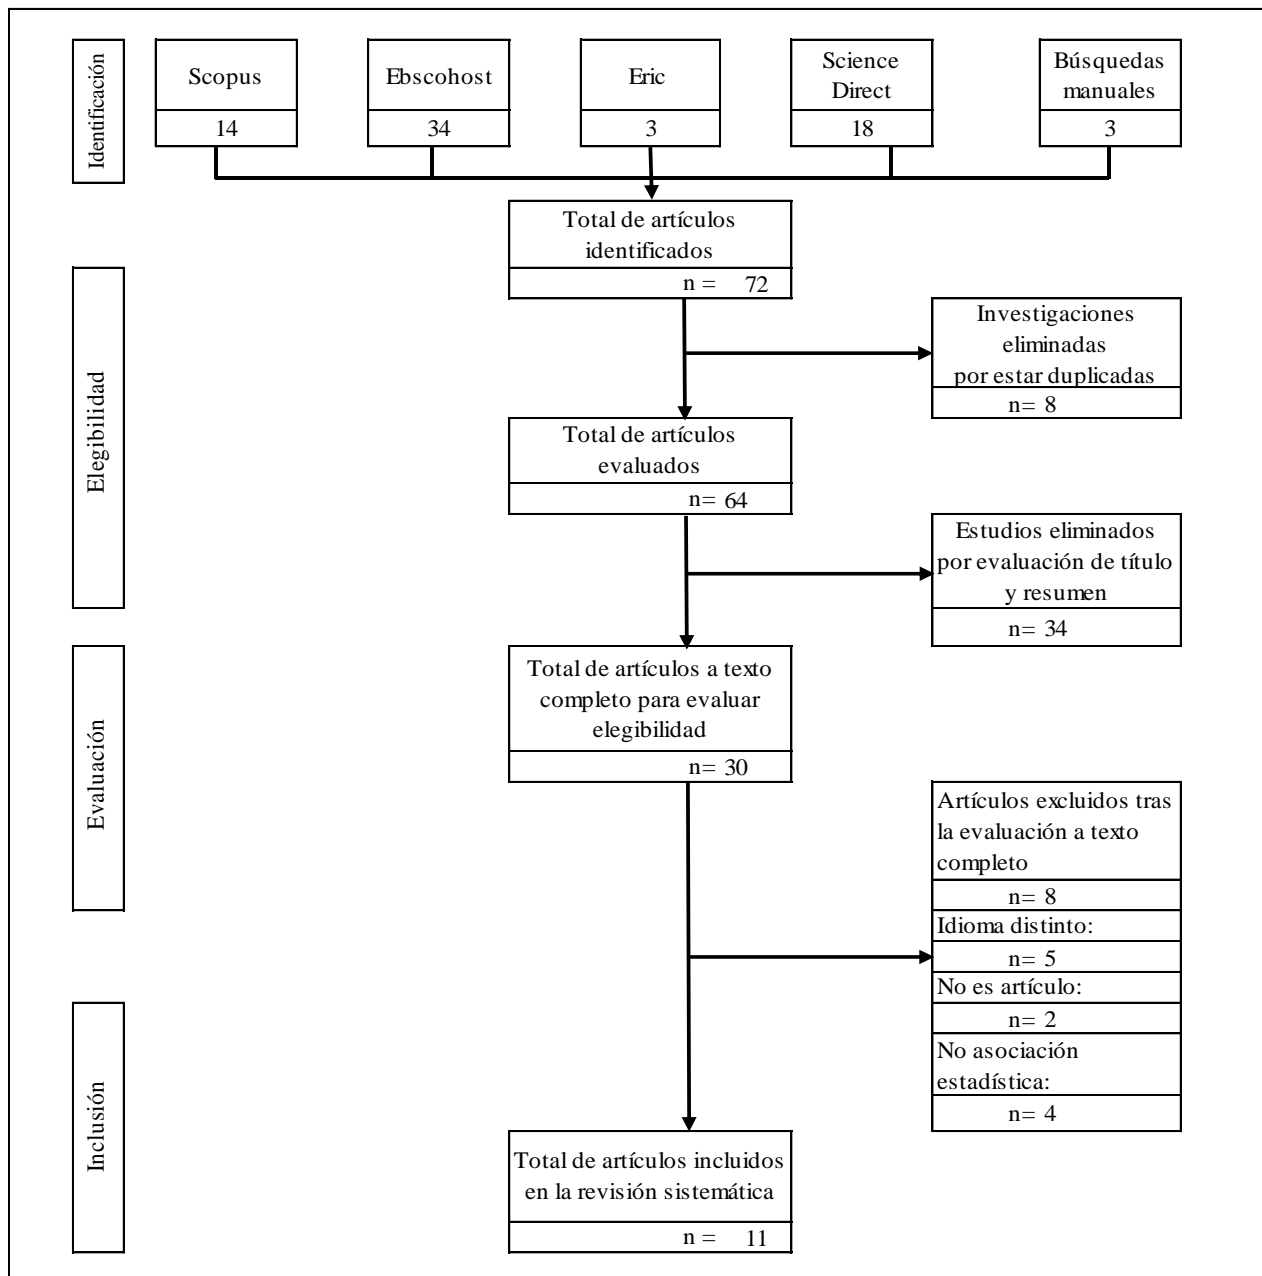 Identificación
Scopus
14
Ebscohost
34
Eric
3
Science
Direct
18
Búsquedas
manuales
3
Total de artículos
identificados
n = 72
Elegibilidad
Investigaciones
eliminadas
por estar duplicadas
n= 8
Total de artículos
evaluados
n= 64
Estudios eliminados
por evaluación de título
y resumen
n= 34
Evaluación
Total de artículos a texto
completo para evaluar
elegibilidad
n= 30
Artículos excluidos tras
la evaluación a texto
completo
n= 8
Idioma distinto:
n= 5
No es artículo:
n= 2
No asociación
estadística:
n= 4
Inclusión
Total de artículos incluidos
en la revisión sistemática
n = 11